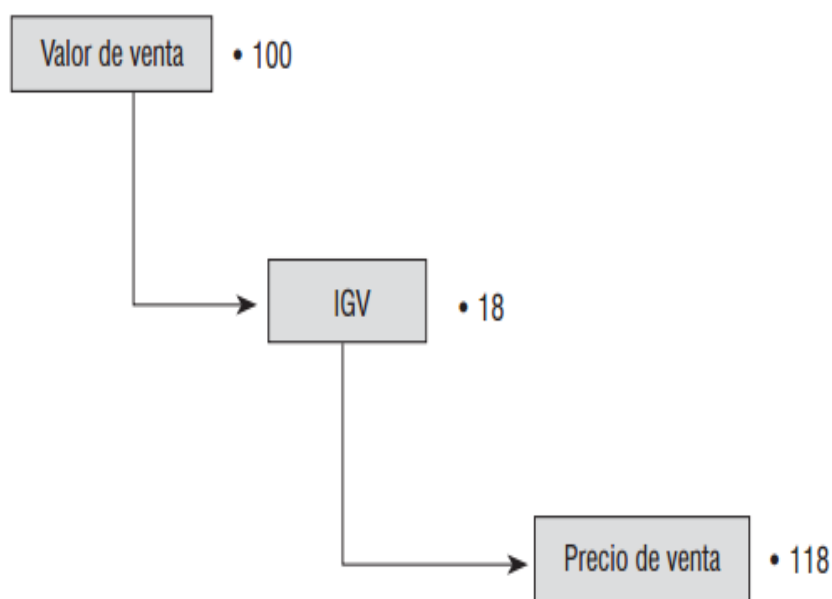 Valor de venta • 100
IGV • 18
Precio de venta • 118